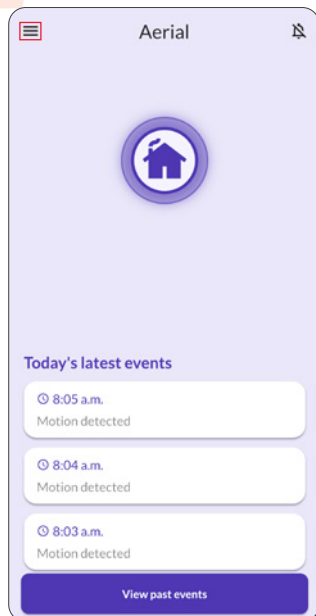 Aerial
Today's latest events
8:05 a.m.
Motion detected
8:04 a.m.
Motion detected
8:03 a.m.
Motion detected
View past events